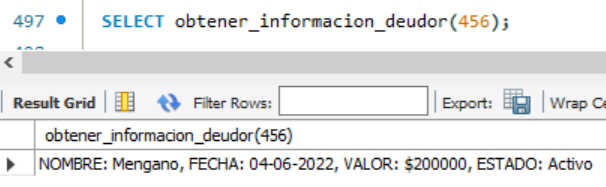 497 SELECT obtener_informacion_deudor(456);
Result Grid Filter Rows: Export: Wrap Ce
obtener_informacion_deudor(456)
NOMBRE: Mengano, FECHA: 04-06-2022, VALOR: $200000, ESTADO: Activo